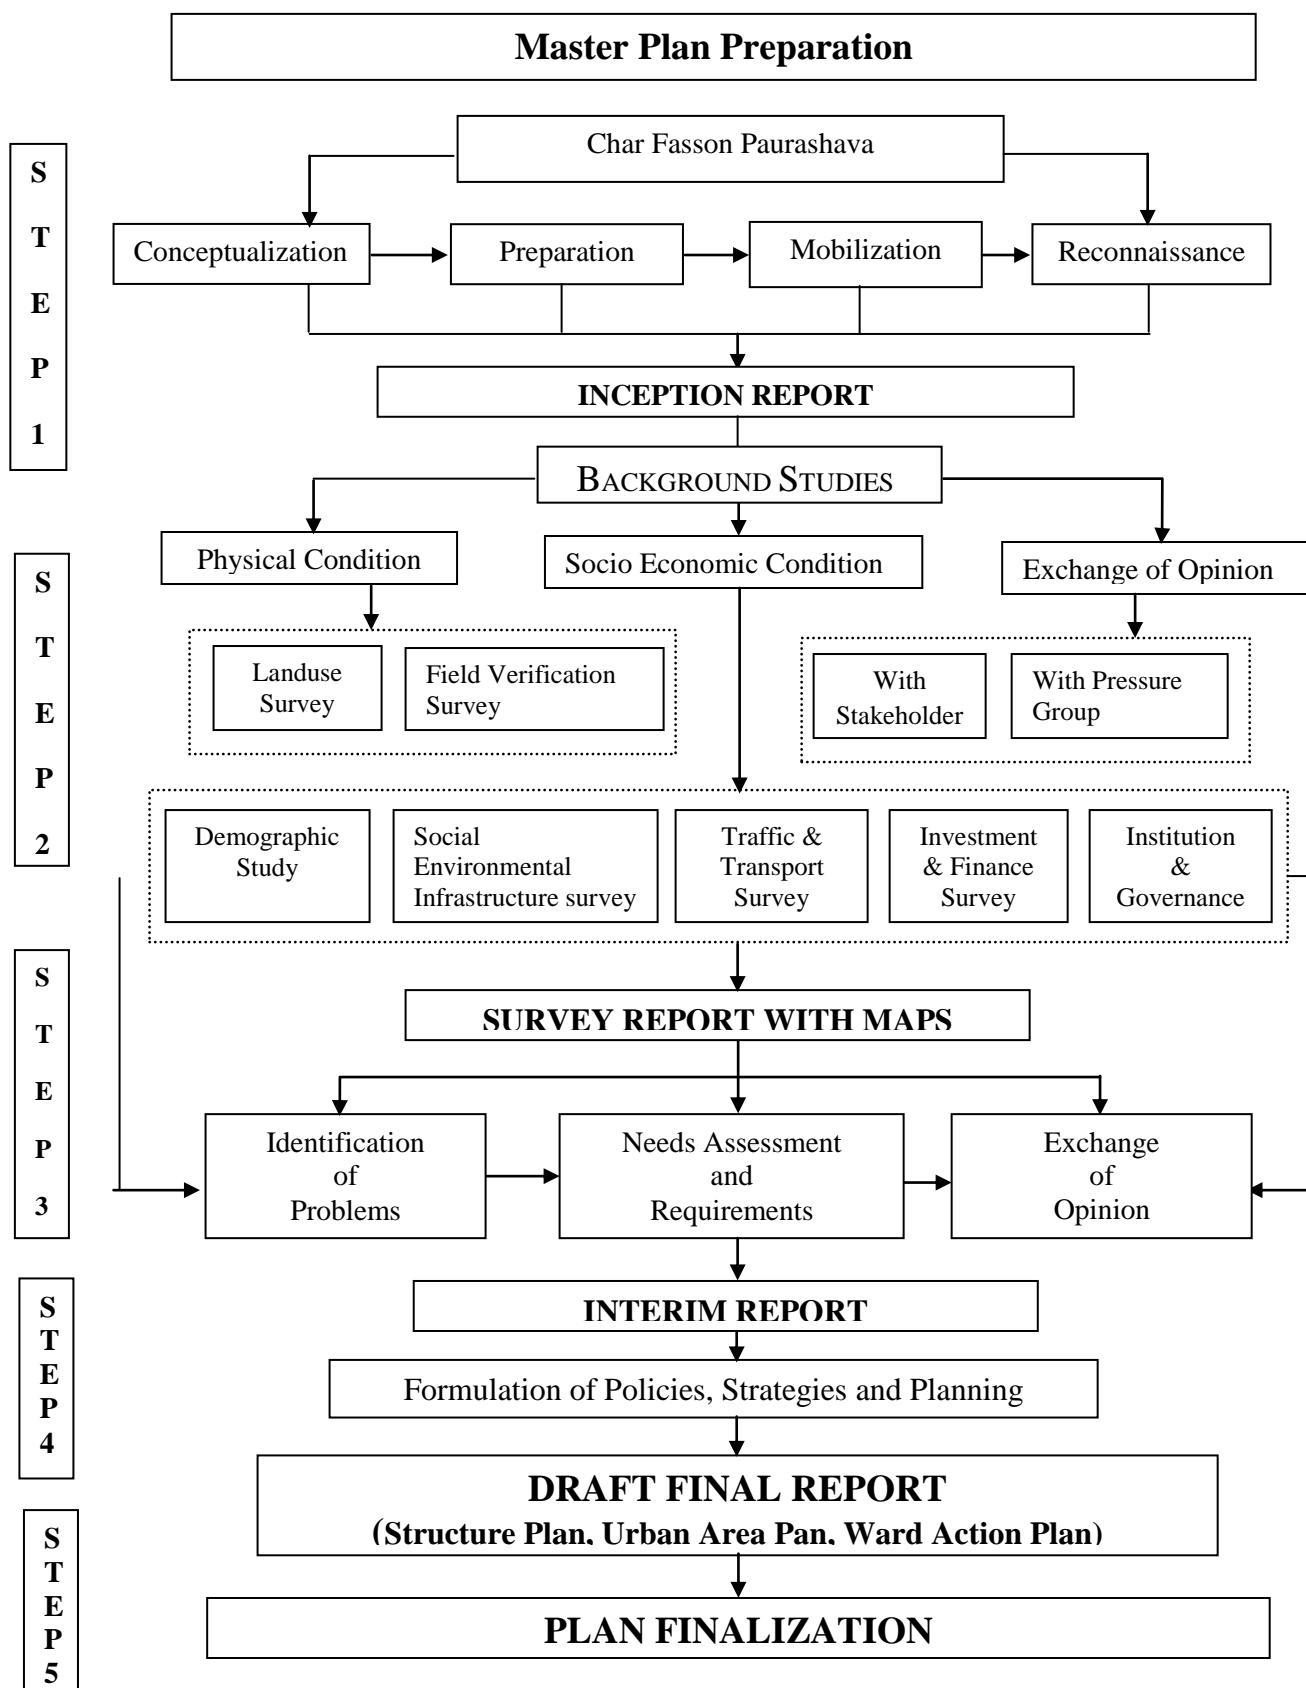 Master Plan Preparation
Char Fasson Paurashava
S
T
E
P
1
Conceptualization
Preparation
Mobilization
Reconnaissance
INCEPTION REPORT
BACKGROUND STUDIES
S
T
E
P
2
Physical Condition
Socio Economic Condition
Exchange of Opinion
Landuse
Survey
Field Verification
Survey
With
Stakeholder
With Pressure
Group
Demographic
Study
Social
Environmental
Infrastructure survey
Traffic &
Transport
Survey
Investment
& Finance
Survey
Institution
&
Governance
S
T
E
P
3
SURVEY REPORT WITH MAPS
Identification
of
Problems
Needs Assessment
and
Requirements
Exchange
of
Opinion
S
T
E
P
4
INTERIM REPORT
Formulation of Policies, Strategies and Planning
DRAFT FINAL REPORT
(Structure Plan, Urban Area Pan, Ward Action Plan)
S
T
E
P
5
PLAN FINALIZATION